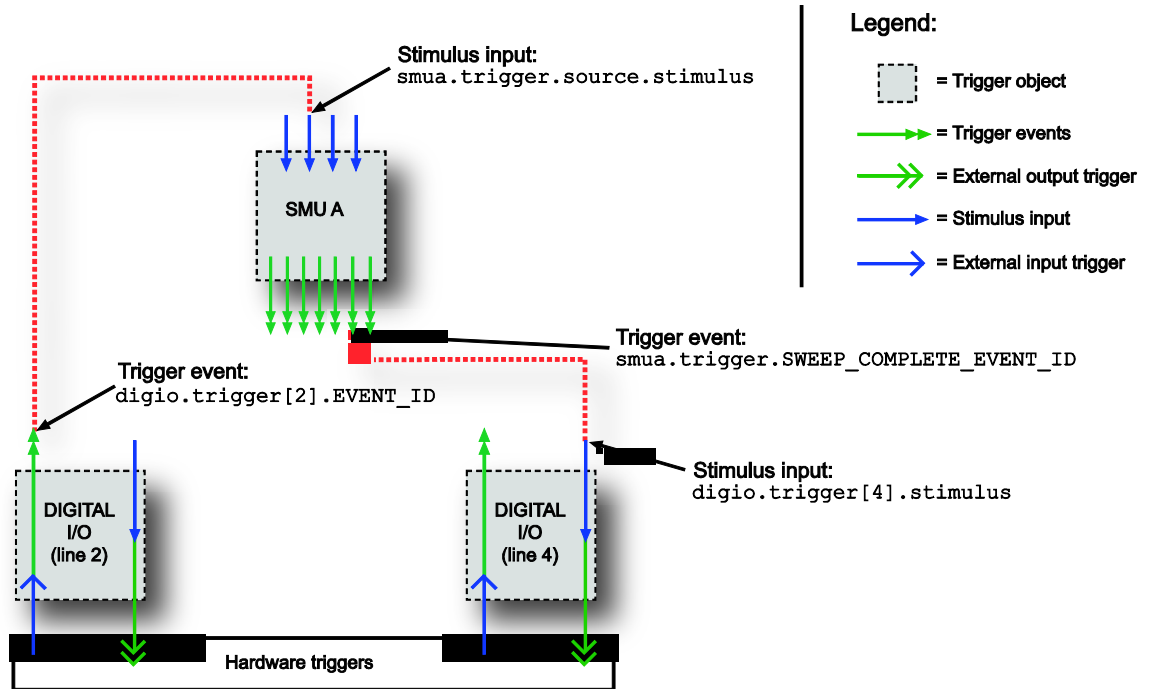 Legend:
Stimulus input:
smua.trigger.source.stimulus
= Trigger object
= Trigger events
= External output trigger
= Stimulus input
= External input trigger
SMU A
Trigger event:
smua.trigger.SWEEP_COMPLETE_EVENT_ID
Trigger event:
digio.trigger[2].EVENT_ID
Stimulus input:
digio.trigger[4].stimulus
DIGITAL
I/O
(line 2)
DIGITAL
I/O
(line 4)
Hardware triggers